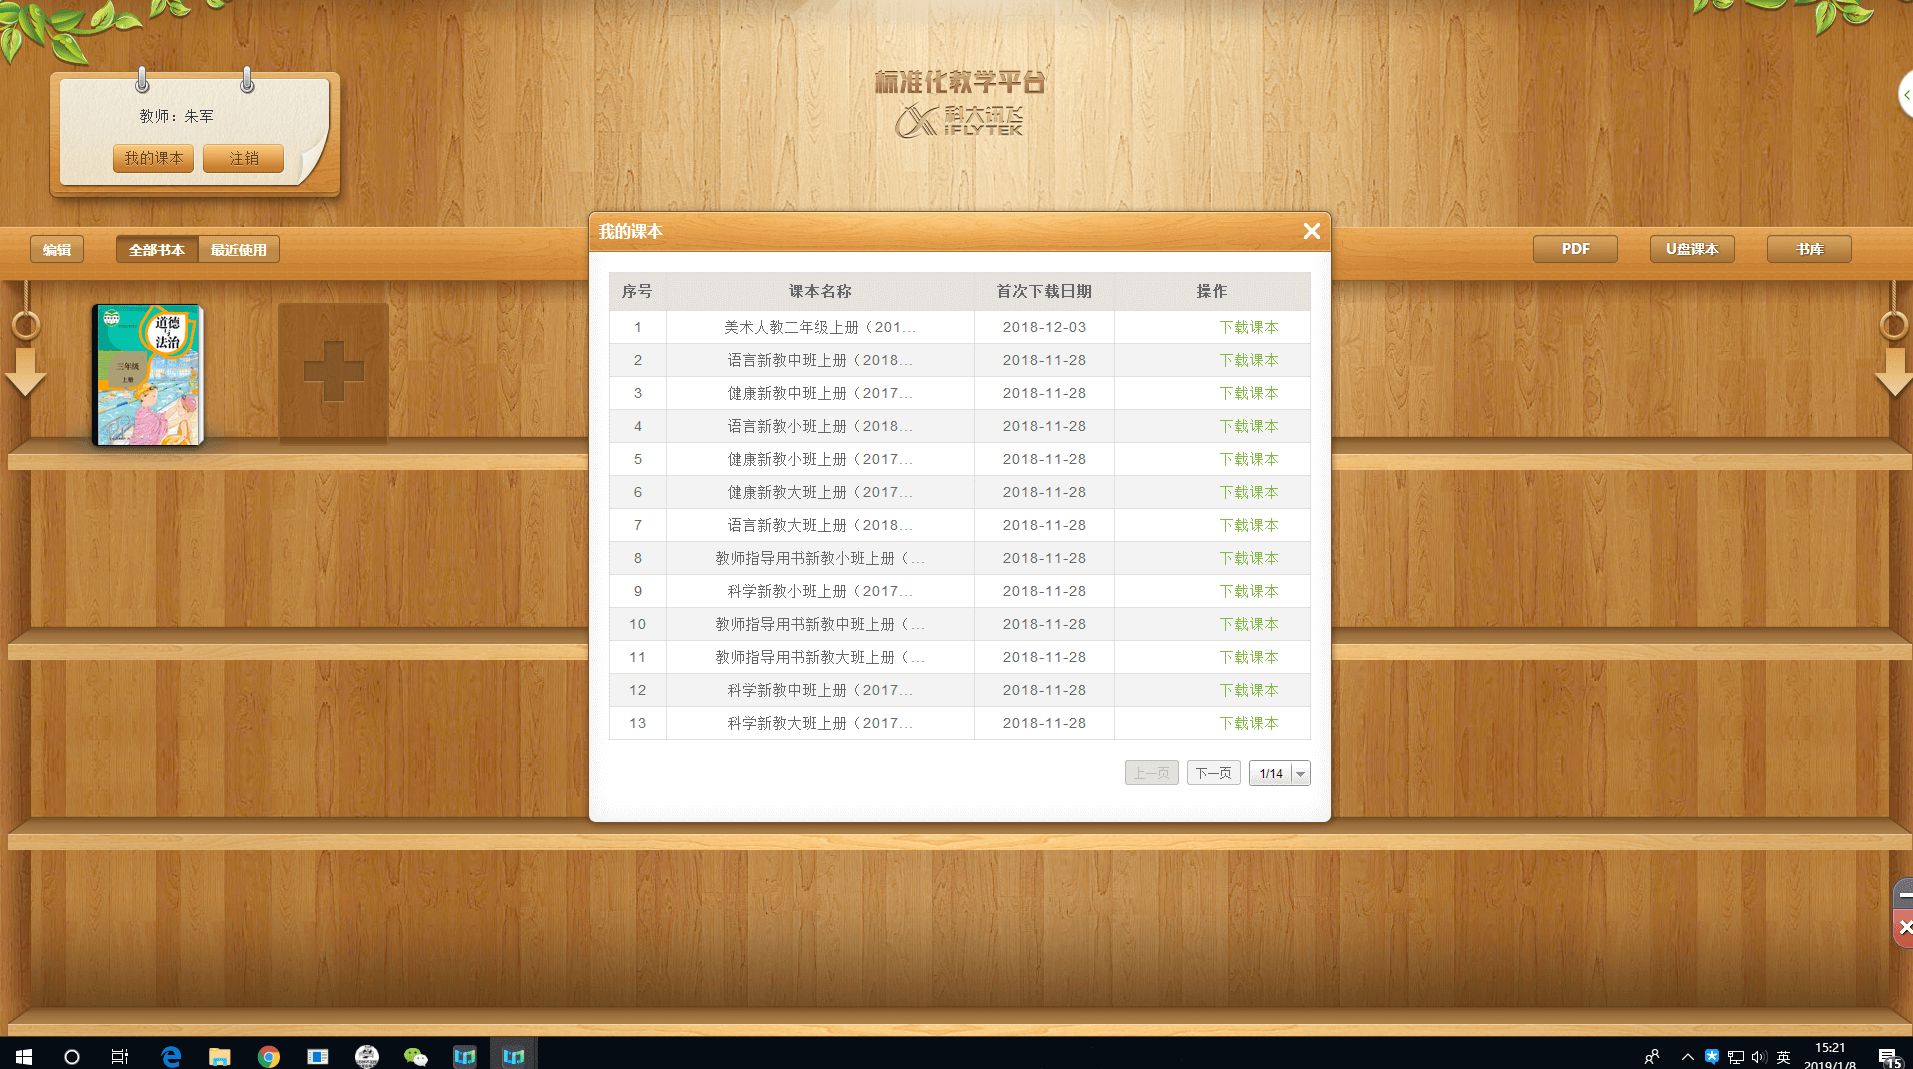 标准化教学平台
科大讯飞
iFLYTEK
教师：朱军
我的课本 注销
编辑 全部书本 最近使用 PDF U盘课本 书库
道德
与
法治
三年级
上册
我的课本
序号 课本名称 首次下载日期 操作
1 美术人教二年级上册（201... 2018-12-03 下载课本
2 语言新教中班上册（2018... 2018-11-28 下载课本
3 健康新教中班上册（2017... 2018-11-28 下载课本
4 语言新教小班上册（2018... 2018-11-28 下载课本
5 健康新教小班上册（2017... 2018-11-28 下载课本
6 健康新教大班上册（2017... 2018-11-28 下载课本
7 语言新教大班上册（2018... 2018-11-28 下载课本
8 教师指导用书新教小班上册（... 2018-11-28 下载课本
9 科学新教小班上册（2017... 2018-11-28 下载课本
10 教师指导用书新教中班上册（... 2018-11-28 下载课本
11 教师指导用书新教大班上册（... 2018-11-28 下载课本
12 科学新教中班上册（2017... 2018-11-28 下载课本
13 科学新教大班上册（2017... 2018-11-28 下载课本
上一页 下一页 1/14
英 15:21
2019/1/8
15